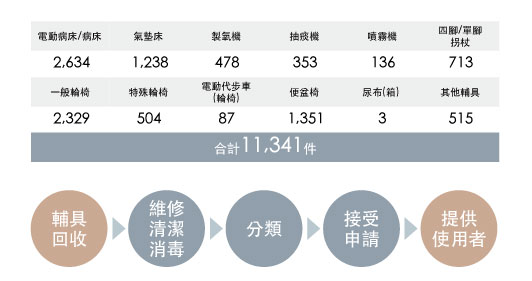 電動病床/病床 氣墊床 製氧機 抽痰機 噴霧機 四腳/單腳拐杖
2,634 1,238 478 353 136 713
一般輪椅 特殊輪椅 電動代步車(輪椅) 便盆椅 尿布(箱) 其他輔具
2,329 504 87 1,351 3 515
合計11,341件
輔具
回收
維修
清潔
消毒
分類
接受
申請
提供
使用者